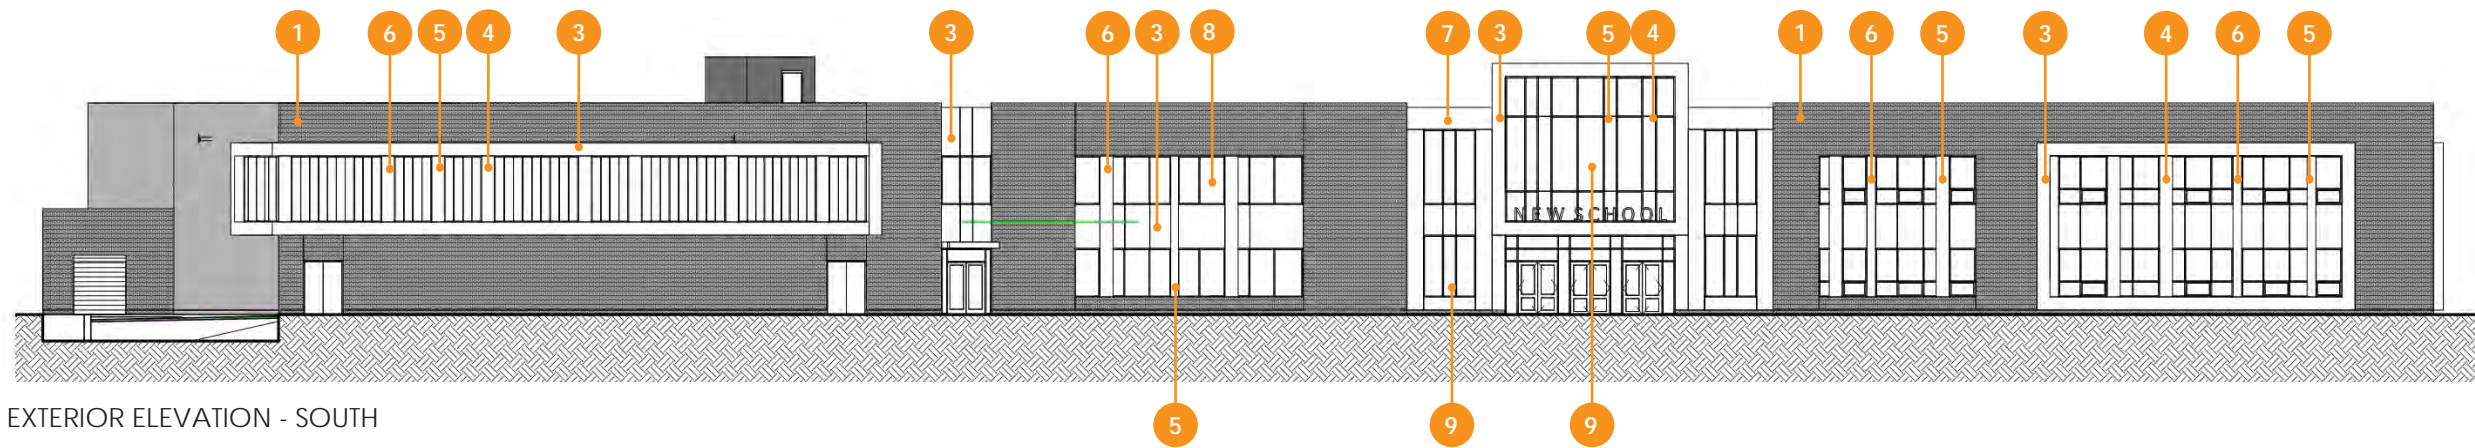 1 6 5 4 3 3 6 3 8 7 3 5 4 1 6 5 3 4 6 5
NEW SCHOOL
EXTERIOR ELEVATION - SOUTH
5 9 9